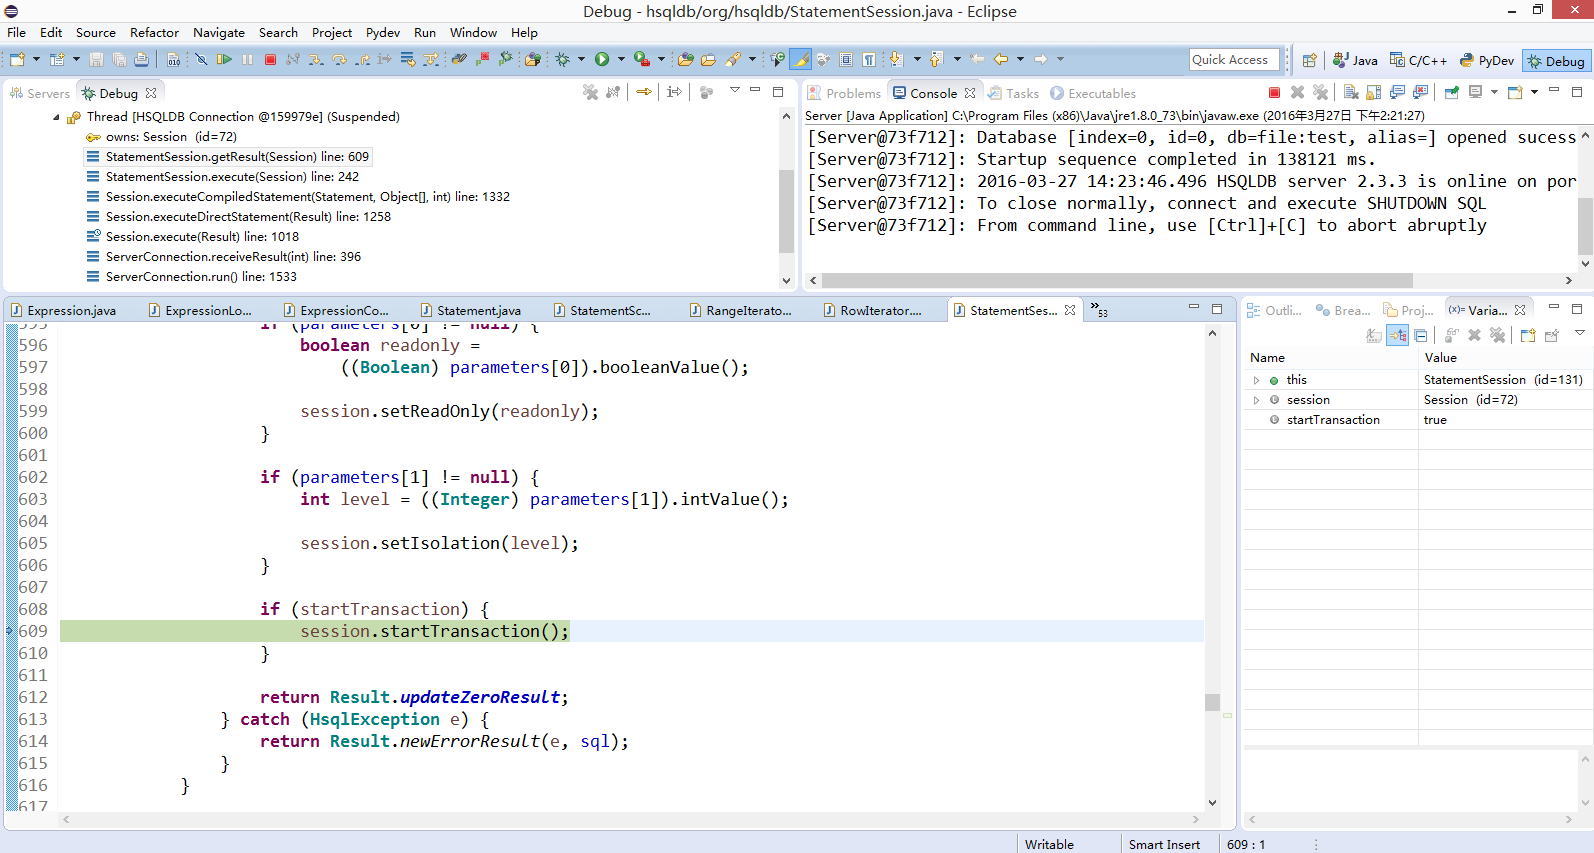 Debug - hsqldb/org/hsqldb/StatementSession.java - Eclipse
File Edit Source Refactor Navigate Search Project Pydev Run Window Help
Quick Access Java C/C++ PyDev Debug
Servers Debug
Thread [HSQLDB Connection @159979e] (Suspended)
owns: Session (id=72)
StatementSession.getResult(Session) line: 609
StatementSession.execute(Session) line: 242
Session.executeCompiledStatement(Statement, Object[], int) line: 1332
Session.executeDirectStatement(Result) line: 1258
Session.execute(Result) line: 1018
ServerConnection.receiveResult(int) line: 396
ServerConnection.run() line: 1533
Problems Console Tasks Executables
Server [Java Application] C:\Program Files (x86)\Java\jre1.8.0_73\bin\javaw.exe (2016年3月27日 下午2:21:27)
[Server@73f712]: Database [index=0, id=0, db=file:test, alias=] opened sucess
[Server@73f712]: Startup sequence completed in 138121 ms.
[Server@73f712]: 2016-03-27 14:23:46.496 HSQLDB server 2.3.3 is online on por
[Server@73f712]: To close normally, connect and execute SHUTDOWN SQL
[Server@73f712]: From command line, use [Ctrl]+[C] to abort abruptly
Expression.java ExpressionLo... ExpressionCo... Statement.java StatementSc... RangeIterato... RowIterator.... StatementSes... »53
595 if (parameters[0] != null) {
596 boolean readonly =
597 ((Boolean) parameters[0]).booleanValue();
598
599 session.setReadOnly(readonly);
600 }
601
602 if (parameters[1] != null) {
603 int level = ((Integer) parameters[1]).intValue();
604
605 session.setIsolation(level);
606 }
607
608 if (startTransaction) {
609 session.startTransaction();
610 }
611
612 return Result.updateZeroResult;
613 } catch (HsqlException e) {
614 return Result.newErrorResult(e, sql);
615 }
616 }
617
Outli... Brea... Proj... (x)= Varia...
Name Value
this StatementSession (id=131)
session Session (id=72)
startTransaction true
Writable Smart Insert 609 : 1